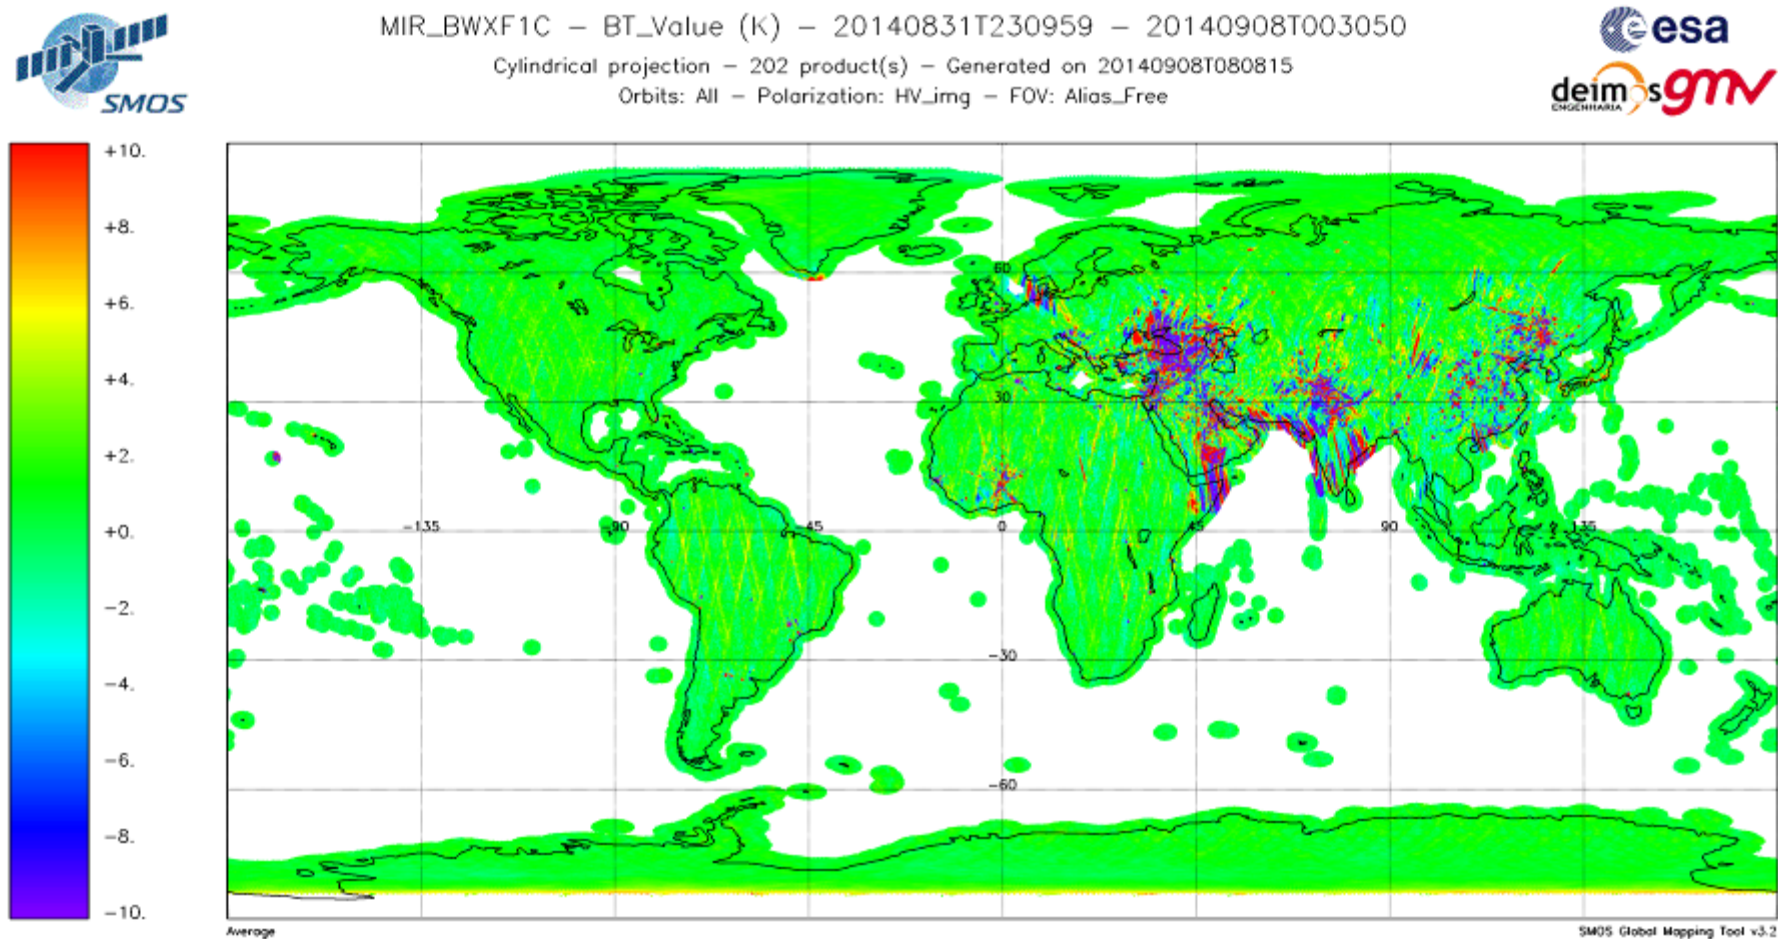 MIR_BWXF1C – BT_Value (K) – 20140831T230959 – 20140908T003050
Cylindrical projection – 202 product(s) – Generated on 20140908T080815
Orbits: All – Polarization: HV_img – FOV: Alias_Free
SMOS
esa
deimos
ENGENHARIA
gmv
+10.
+8.
+6.
+4.
+2.
+0.
−2.
−4.
−6.
−8.
−10.
60
30
−135
−90
−45
0
45
90
135
−30
−60
Average
SMOS Global Mapping Tool v3.2